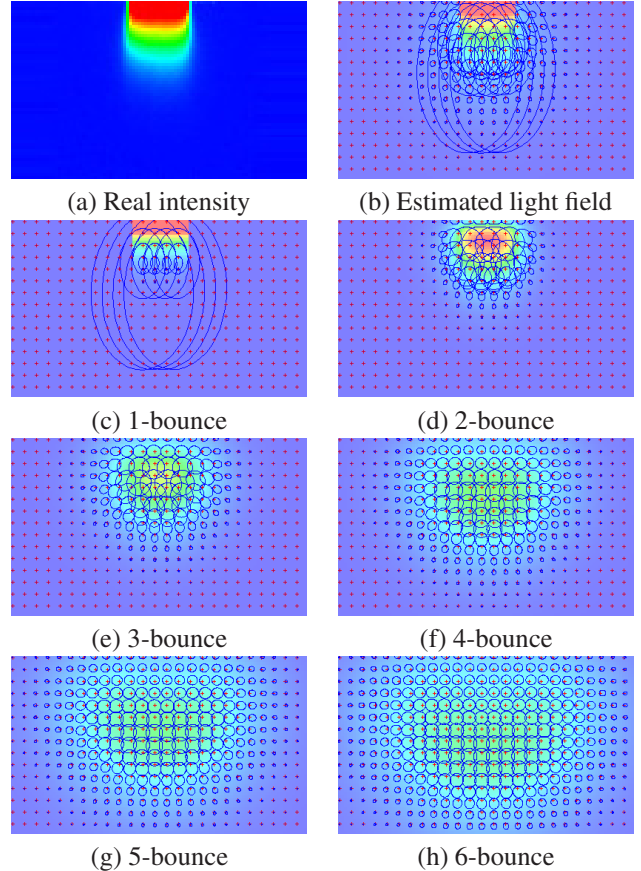 (a) Real intensity
(b) Estimated light field
(c) 1-bounce
(d) 2-bounce
(e) 3-bounce
(f) 4-bounce
(g) 5-bounce
(h) 6-bounce